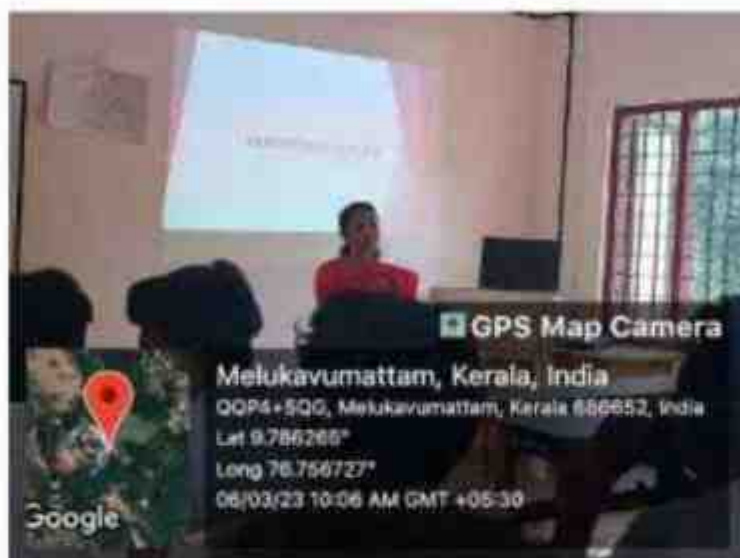 GPS Map Camera
Melukavumattam, Kerala, India
QQP4+5QG, Melukavumattam, Kerala 686652, India
Lat 9.786265°
Long 76.756727°
06/03/23 10:06 AM GMT +05:30
Google